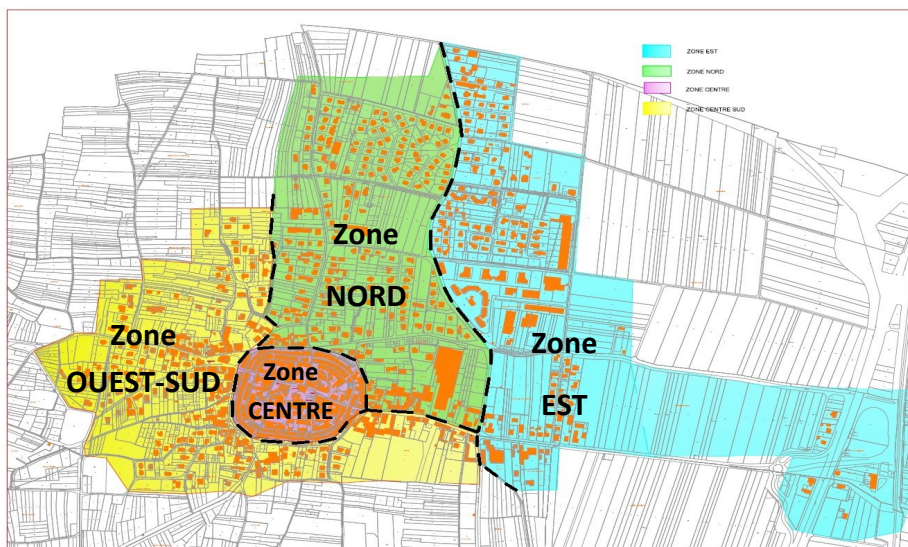 ZONE EST
ZONE NORD
ZONE CENTRE
ZONE CENTRE SUD
Zone
NORD
Zone
OUEST-SUD
Zone
CENTRE
Zone
EST